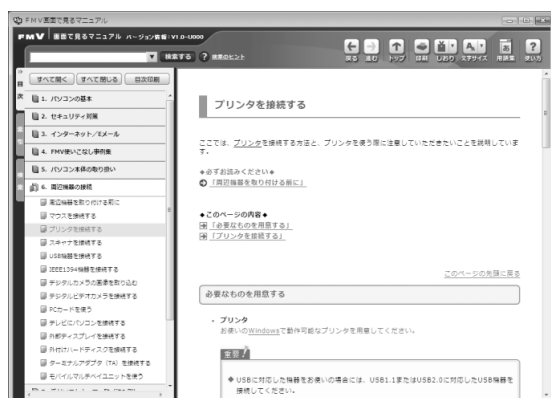 FMV画面で見るマニュアル
FMV 画面で見るマニュアル バージョン情報:V1.0-U000
検索する ? 検索のヒント
戻る 進む トップ 印刷 しおり 文字サイズ 用語集 使い方
目次
すべて開く すべて閉じる 目次印刷
1. パソコンの基本
2. セキュリティ対策
3. インターネット/Eメール
4. FMV使いこなし事例集
5. パソコン本体の取り扱い
6. 周辺機器の接続
周辺機器を取り付ける前に
マウスを接続する
プリンタを接続する
スキャナを接続する
USB機器を接続する
IEEE1394機器を接続する
デジタルカメラの画像を取り込む
デジタルビデオカメラを接続する
PCカードを使う
テレビにパソコンを接続する
外部ディスプレイを接続する
外付けハードディスクを接続する
ターミナルアダプタ(TA)を接続する
モバイルマルチベイユニットを使う
プリンタを接続する
ここでは、プリンタを接続する方法と、プリンタを使う際に注意していただきたいことを説明していま
す。
◆必ずお読みください◆
「周辺機器を取り付ける前に」
◆このページの内容◆
「必要なものを用意する」
「プリンタを接続する」
このページの先頭に戻る
必要なものを用意する
・ プリンタ
お使いのWindowsで動作可能なプリンタを用意してください。
重要!
◆ USBに対応した機器をお使いの場合には、USB1.1またはUSB2.0に対応したUSB機器を
接続してください。